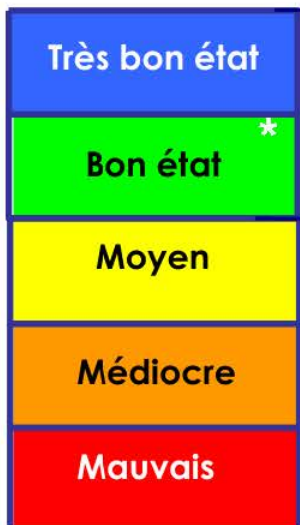 Très bon état
*
Bon état
Moyen
Médiocre
Mauvais